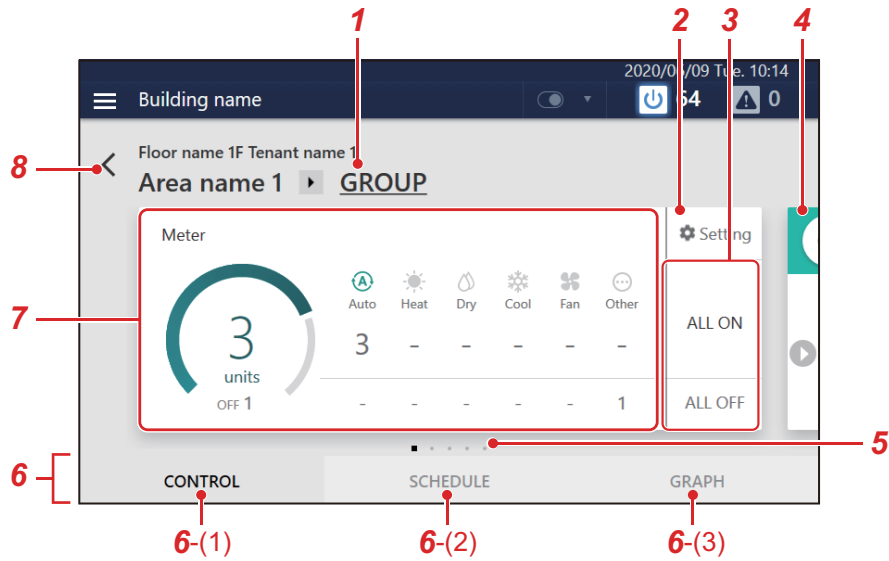 1 2 3 4
2020/06/09 Tue. 10:14
Building name 64 0
8
Floor name 1F Tenant name 1
Area name 1 GROUP
Meter
Setting
Auto Heat Dry Cool Fan Other
7
3
units
OFF 1
3 - - - - -
- - - - - 1
ALL ON
ALL OFF
5
6
CONTROL SCHEDULE GRAPH
6-(1) 6-(2) 6-(3)